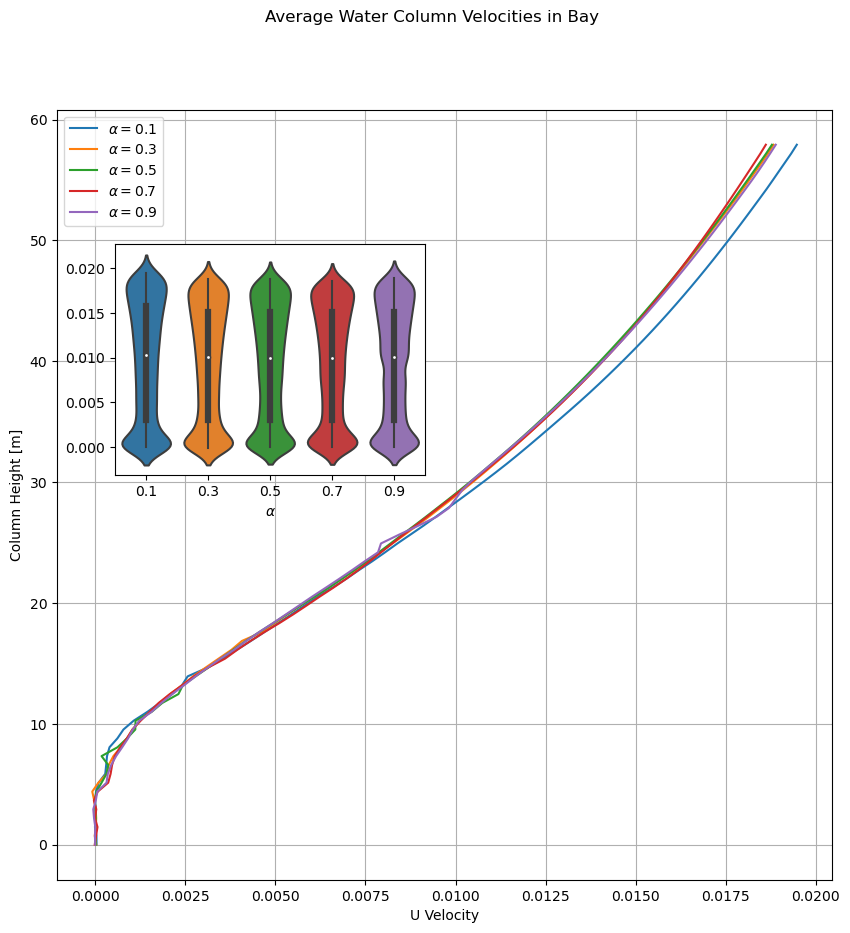 Average Water Column Velocities in Bay
60
50
40
30
20
10
0
Column Height [m]
α = 0.1
α = 0.3
α = 0.5
α = 0.7
α = 0.9
0.020
0.015
0.010
0.005
0.000
0.1 0.3 0.5 0.7 0.9
α
0.0000 0.0025 0.0050 0.0075 0.0100 0.0125 0.0150 0.0175 0.0200
U Velocity